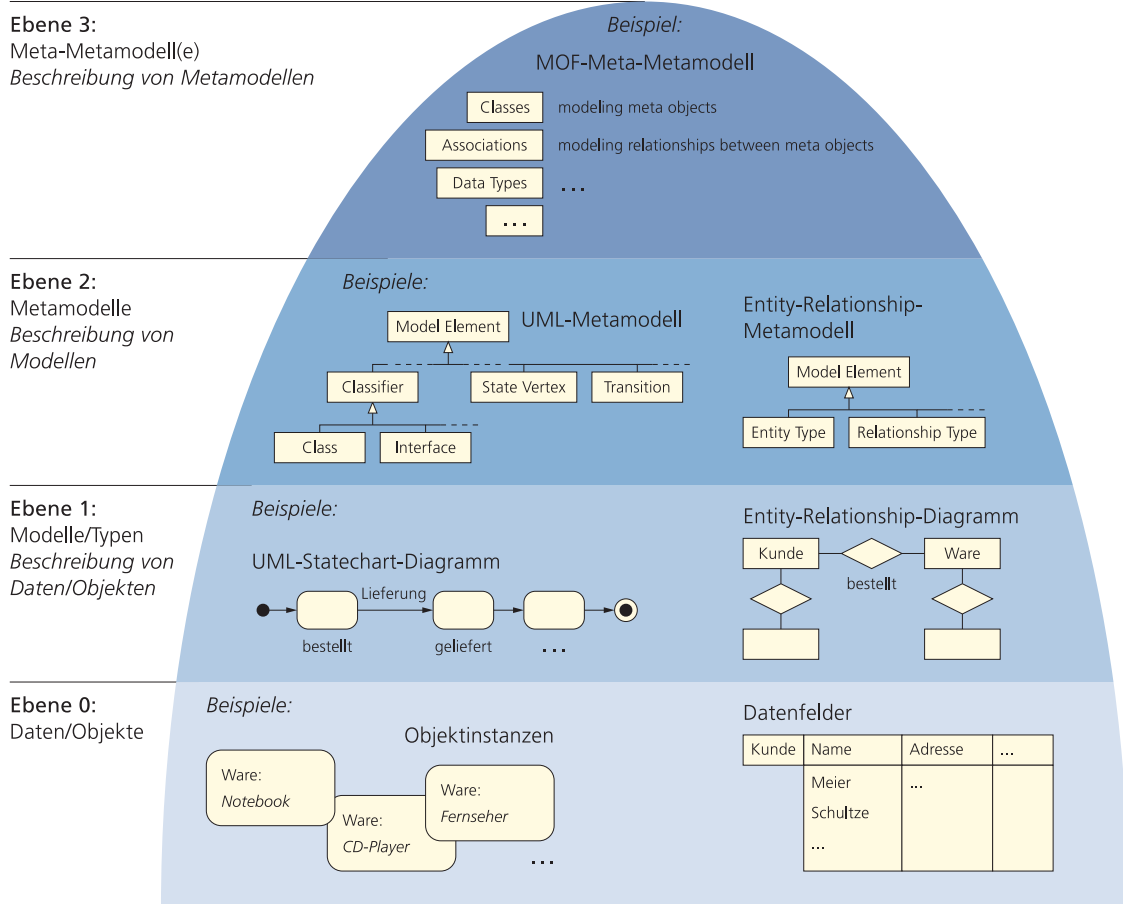 Ebene 3:
Meta-Metamodell(e)
Beschreibung von Metamodellen
Beispiel:
MOF-Meta-Metamodell
Classes modeling meta objects
Associations modeling relationships between meta objects
Data Types ...
...
Ebene 2:
Metamodelle
Beschreibung von
Modellen
Beispiele:
UML-Metamodell
Model Element
Classifier State Vertex Transition
Class Interface
Entity-Relationship-
Metamodell
Model Element
Entity Type Relationship Type
Ebene 1:
Modelle/Typen
Beschreibung von
Daten/Objekten
Beispiele:
UML-Statechart-Diagramm
Lieferung
bestellt geliefert ...
Entity-Relationship-Diagramm
Kunde Ware
bestellt
Ebene 0:
Daten/Objekte
Beispiele:
Objektinstanzen
Ware:
Notebook
Ware:
CD-Player
Ware:
Fernseher
...
Datenfelder
Kunde Name Adresse ...
Meier ...
Schultze
...